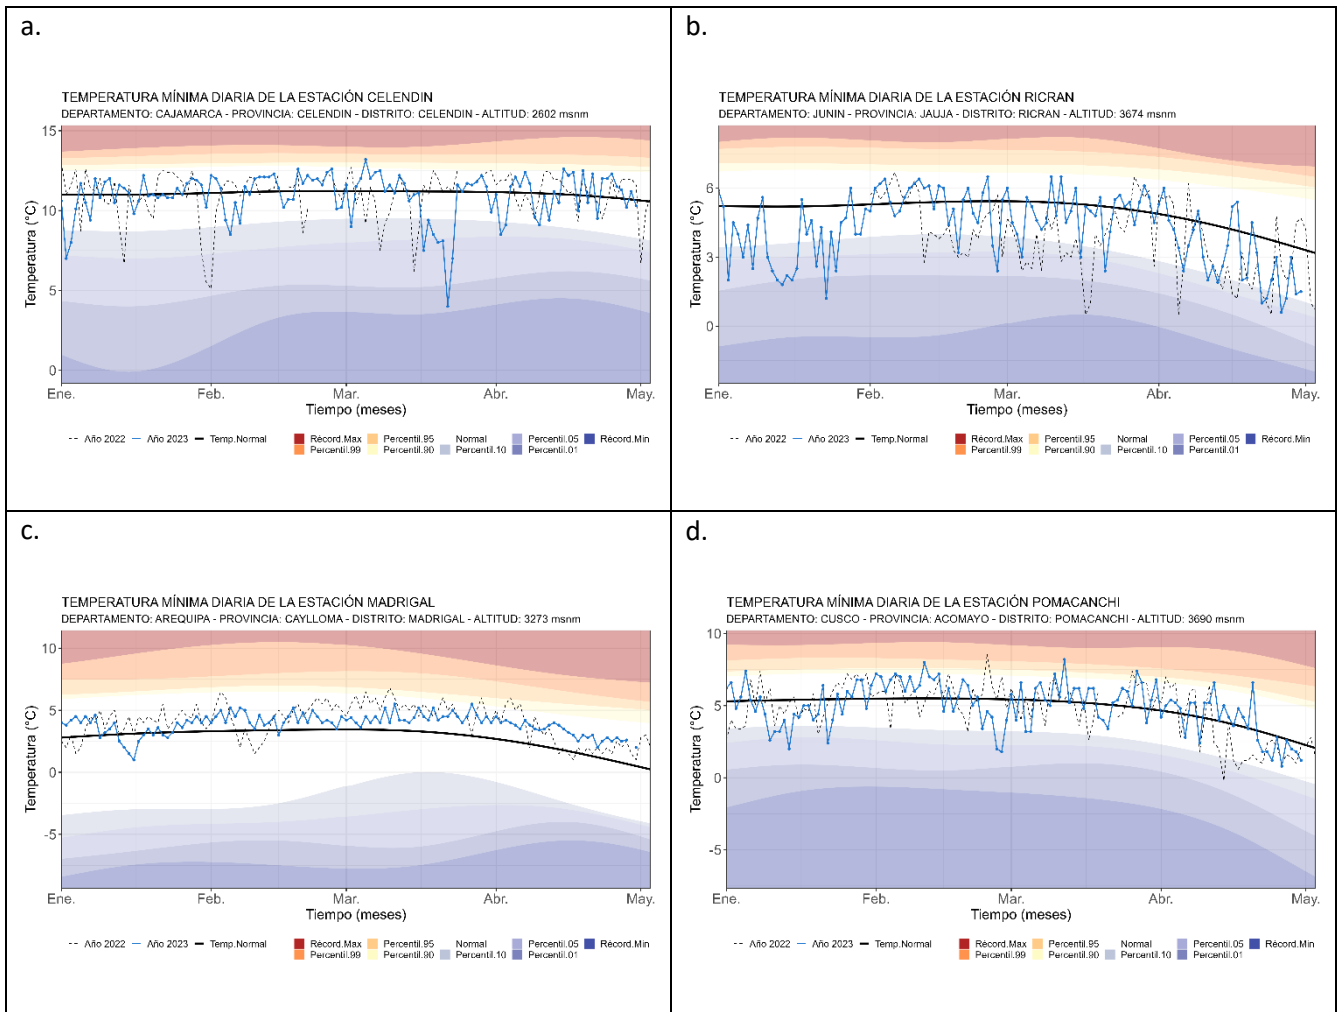 a.
TEMPERATURA MÍNIMA DIARIA DE LA ESTACIÓN CELENDIN
DEPARTAMENTO: CAJAMARCA - PROVINCIA: CELENDIN - DISTRITO: CELENDIN - ALTITUD: 2602 msnm
Temperatura (°C)
15
10
5
0
Ene. Feb. Mar. Abr. May.
Tiempo (meses)
Año 2022 Año 2023 Temp.Normal Récord.Max Percentil.95 Normal Percentil.05 Récord.Min
Percentil.99 Percentil.90 Percentil.10 Percentil.01
b.
TEMPERATURA MÍNIMA DIARIA DE LA ESTACIÓN RICRAN
DEPARTAMENTO: JUNIN - PROVINCIA: JAUJA - DISTRITO: RICRAN - ALTITUD: 3674 msnm
Temperatura (°C)
6
3
0
Ene. Feb. Mar. Abr. May.
Tiempo (meses)
Año 2022 Año 2023 Temp.Normal Récord.Max Percentil.95 Normal Percentil.05 Récord.Min
Percentil.99 Percentil.90 Percentil.10 Percentil.01
c.
TEMPERATURA MÍNIMA DIARIA DE LA ESTACIÓN MADRIGAL
DEPARTAMENTO: AREQUIPA - PROVINCIA: CAYLLOMA - DISTRITO: MADRIGAL - ALTITUD: 3273 msnm
Temperatura (°C)
10
5
0
-5
Ene. Feb. Mar. Abr. May.
Tiempo (meses)
Año 2022 Año 2023 Temp.Normal Récord.Max Percentil.95 Normal Percentil.05 Récord.Min
Percentil.99 Percentil.90 Percentil.10 Percentil.01
d.
TEMPERATURA MÍNIMA DIARIA DE LA ESTACIÓN POMACANCHI
DEPARTAMENTO: CUSCO - PROVINCIA: ACOMAYO - DISTRITO: POMACANCHI - ALTITUD: 3690 msnm
Temperatura (°C)
10
5
0
-5
Ene. Feb. Mar. Abr. May.
Tiempo (meses)
Año 2022 Año 2023 Temp.Normal Récord.Max Percentil.95 Normal Percentil.05 Récord.Min
Percentil.99 Percentil.90 Percentil.10 Percentil.01